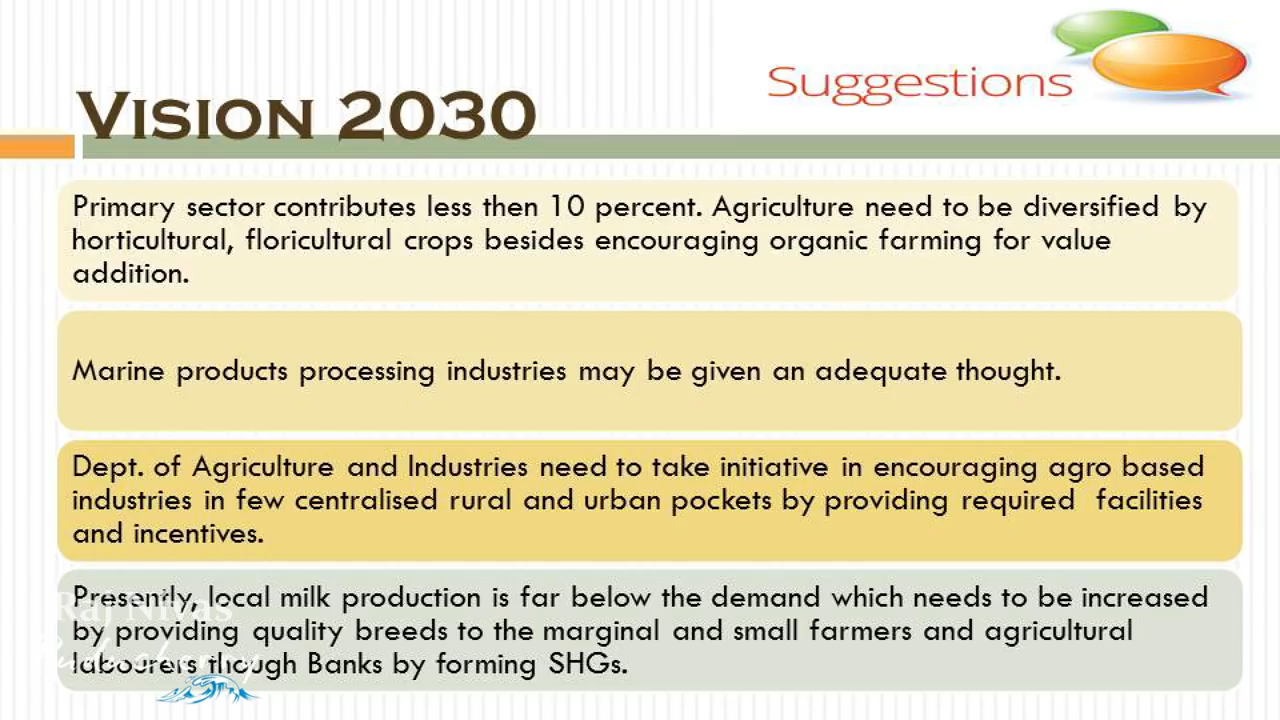 Suggestions
VISION 2030
Primary sector contributes less then 10 percent. Agriculture need to be diversified by
horticultural, floricultural crops besides encouraging organic farming for value
addition.
Marine products processing industries may be given an adequate thought.
Dept. of Agriculture and Industries need to take initiative in encouraging agro based
industries in few centralised rural and urban pockets by providing required facilities
and incentives.
Presently, local milk production is far below the demand which needs to be increased
by providing quality breeds to the marginal and small farmers and agricultural
labourers though Banks by forming SHGs.
Raj Nivas
Puducherry